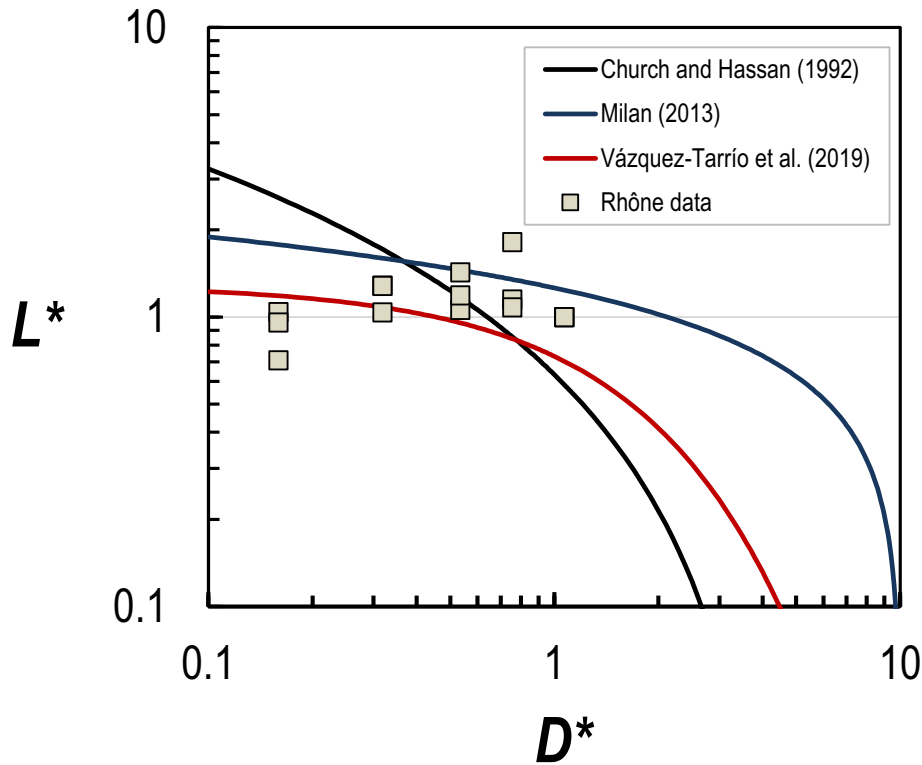 10
Church and Hassan (1992)
Milan (2013)
Vázquez-Tarrío et al. (2019)
Rhône data
L*
1
0.1
0.1
1
10
D*